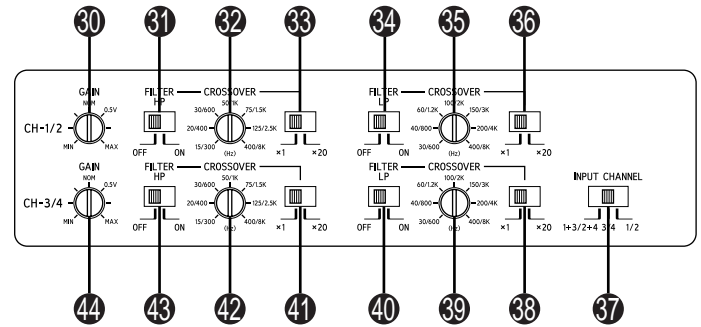 30 31 32 33 34 35 36
GAIN FILTER CROSSOVER FILTER CROSSOVER
NOM HP 50/1K LP 100/2K
0.5V 30/600 75/1.5K 60/1.2K 150/3K
CH-1/2 20/400 125/2.5K 40/800 200/4K
MIN MAX 15/300 (Hz) 400/8K 30/600 (Hz) 400/8K
OFF ON ×1 ×20 OFF ON ×1 ×20
GAIN FILTER CROSSOVER FILTER CROSSOVER INPUT CHANNEL
NOM HP 50/1K LP 100/2K
0.5V 30/600 75/1.5K 60/1.2K 150/3K
CH-3/4 20/400 125/2.5K 40/800 200/4K
MIN MAX 15/300 (Hz) 400/8K 30/600 (Hz) 400/8K
OFF ON ×1 ×20 OFF ON ×1 ×20 1+3/2+4 3/4 1/2
44 43 42 41 40 39 38 37